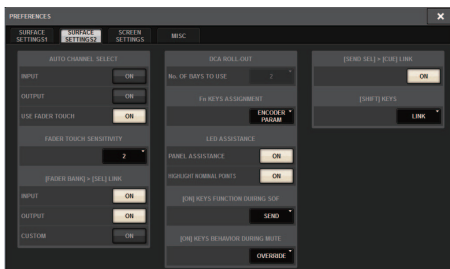 PREFERENCES
SURFACE SETTINGS1
SURFACE SETTINGS2
SCREEN SETTINGS
MISC
AUTO CHANNEL SELECT
INPUT ON
OUTPUT ON
USE FADER TOUCH ON
FADER TOUCH SENSITIVITY
2
[FADER BANK] > [SEL] LINK
INPUT ON
OUTPUT ON
CUSTOM ON
DCA ROLL-OUT
No. OF BAYS TO USE 2
Fn KEYS ASSIGNMENT
ENCODER PARAM
LED ASSISTANCE
PANEL ASSISTANCE ON
HIGHLIGHT NOMINAL POINTS ON
[ON] KEYS FUNCTION DURING SOF
SEND
[ON] KEYS BEHAVIOR DURING MUTE
OVERRIDE
[SEND SEL] > [CUE] LINK
ON
[SHIFT] KEYS
LINK